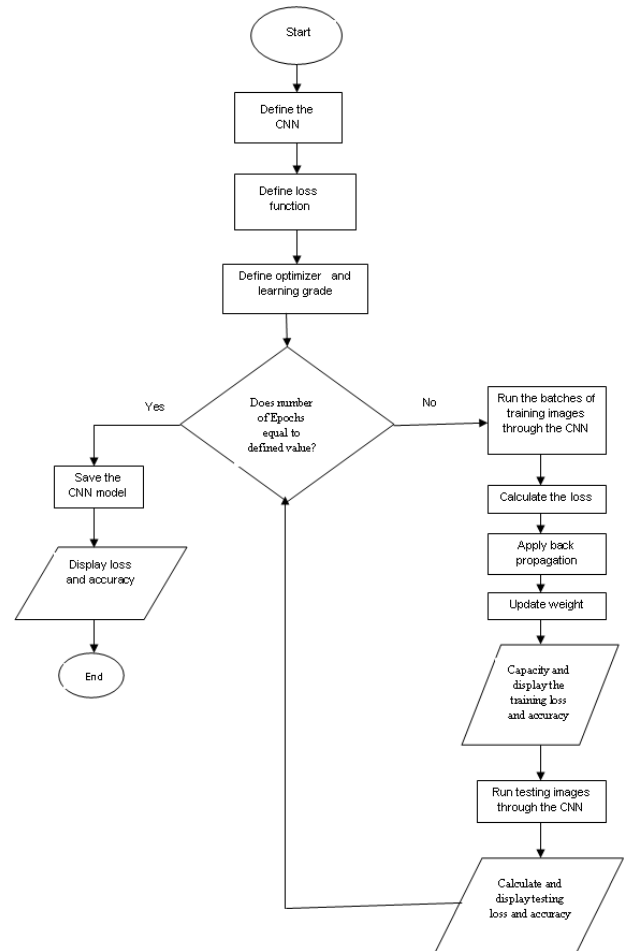 Start
Define the
CNN
Define loss
function
Define optimizer and
learning grade
Does number
of Epochs
equal to
defined value?
Yes
No
Save the
CNN model
Display loss
and accuracy
End
Run the batches of
training images
through the CNN
Calculate the loss
Apply back
propagation
Update weight
Capacity and
display the
training loss
and accuracy
Run testing images
through the CNN
Calculate and
display testing
loss and accuracy